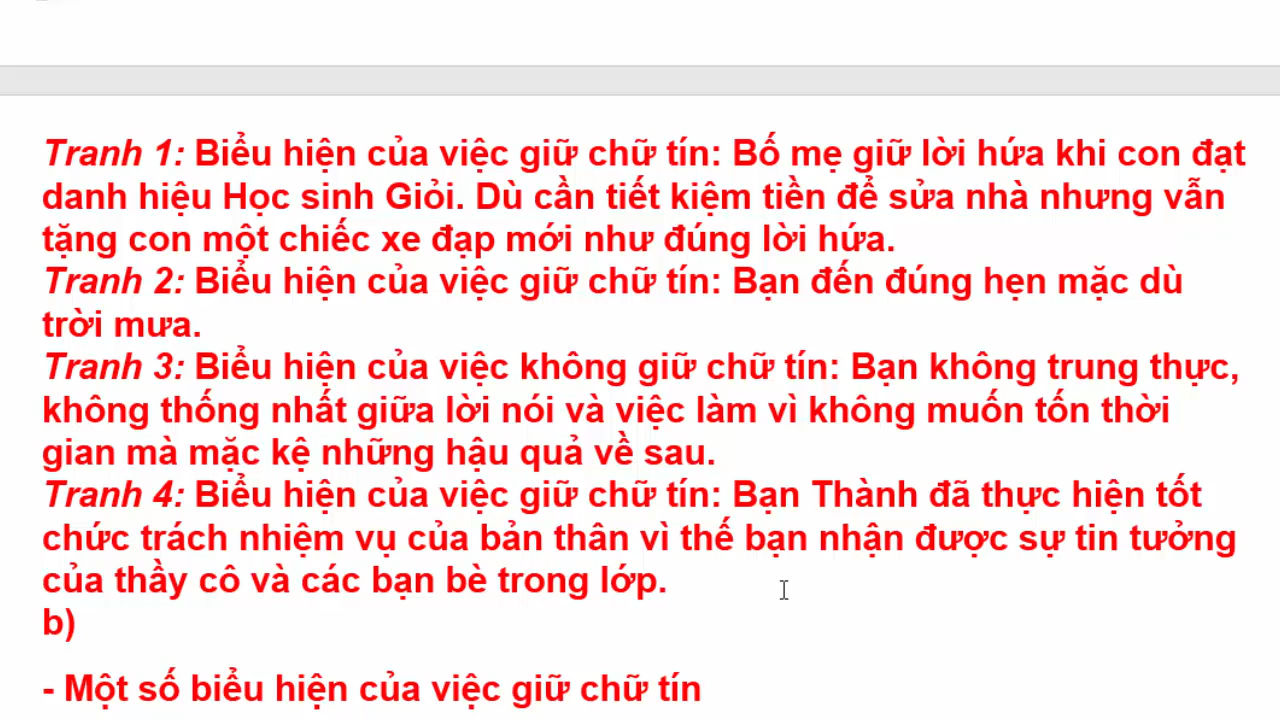 Tranh 1: Biểu hiện của việc giữ chữ tín: Bố mẹ giữ lời hứa khi con đạt
danh hiệu Học sinh Giỏi. Dù cần tiết kiệm tiền để sửa nhà nhưng vẫn
tặng con một chiếc xe đạp mới như đúng lời hứa.
Tranh 2: Biểu hiện của việc giữ chữ tín: Bạn đến đúng hẹn mặc dù
trời mưa.
Tranh 3: Biểu hiện của việc không giữ chữ tín: Bạn không trung thực,
không thống nhất giữa lời nói và việc làm vì không muốn tốn thời
gian mà mặc kệ những hậu quả về sau.
Tranh 4: Biểu hiện của việc giữ chữ tín: Bạn Thành đã thực hiện tốt
chức trách nhiệm vụ của bản thân vì thế bạn nhận được sự tin tưởng
của thầy cô và các bạn bè trong lớp.
b)
- Một số biểu hiện của việc giữ chữ tín